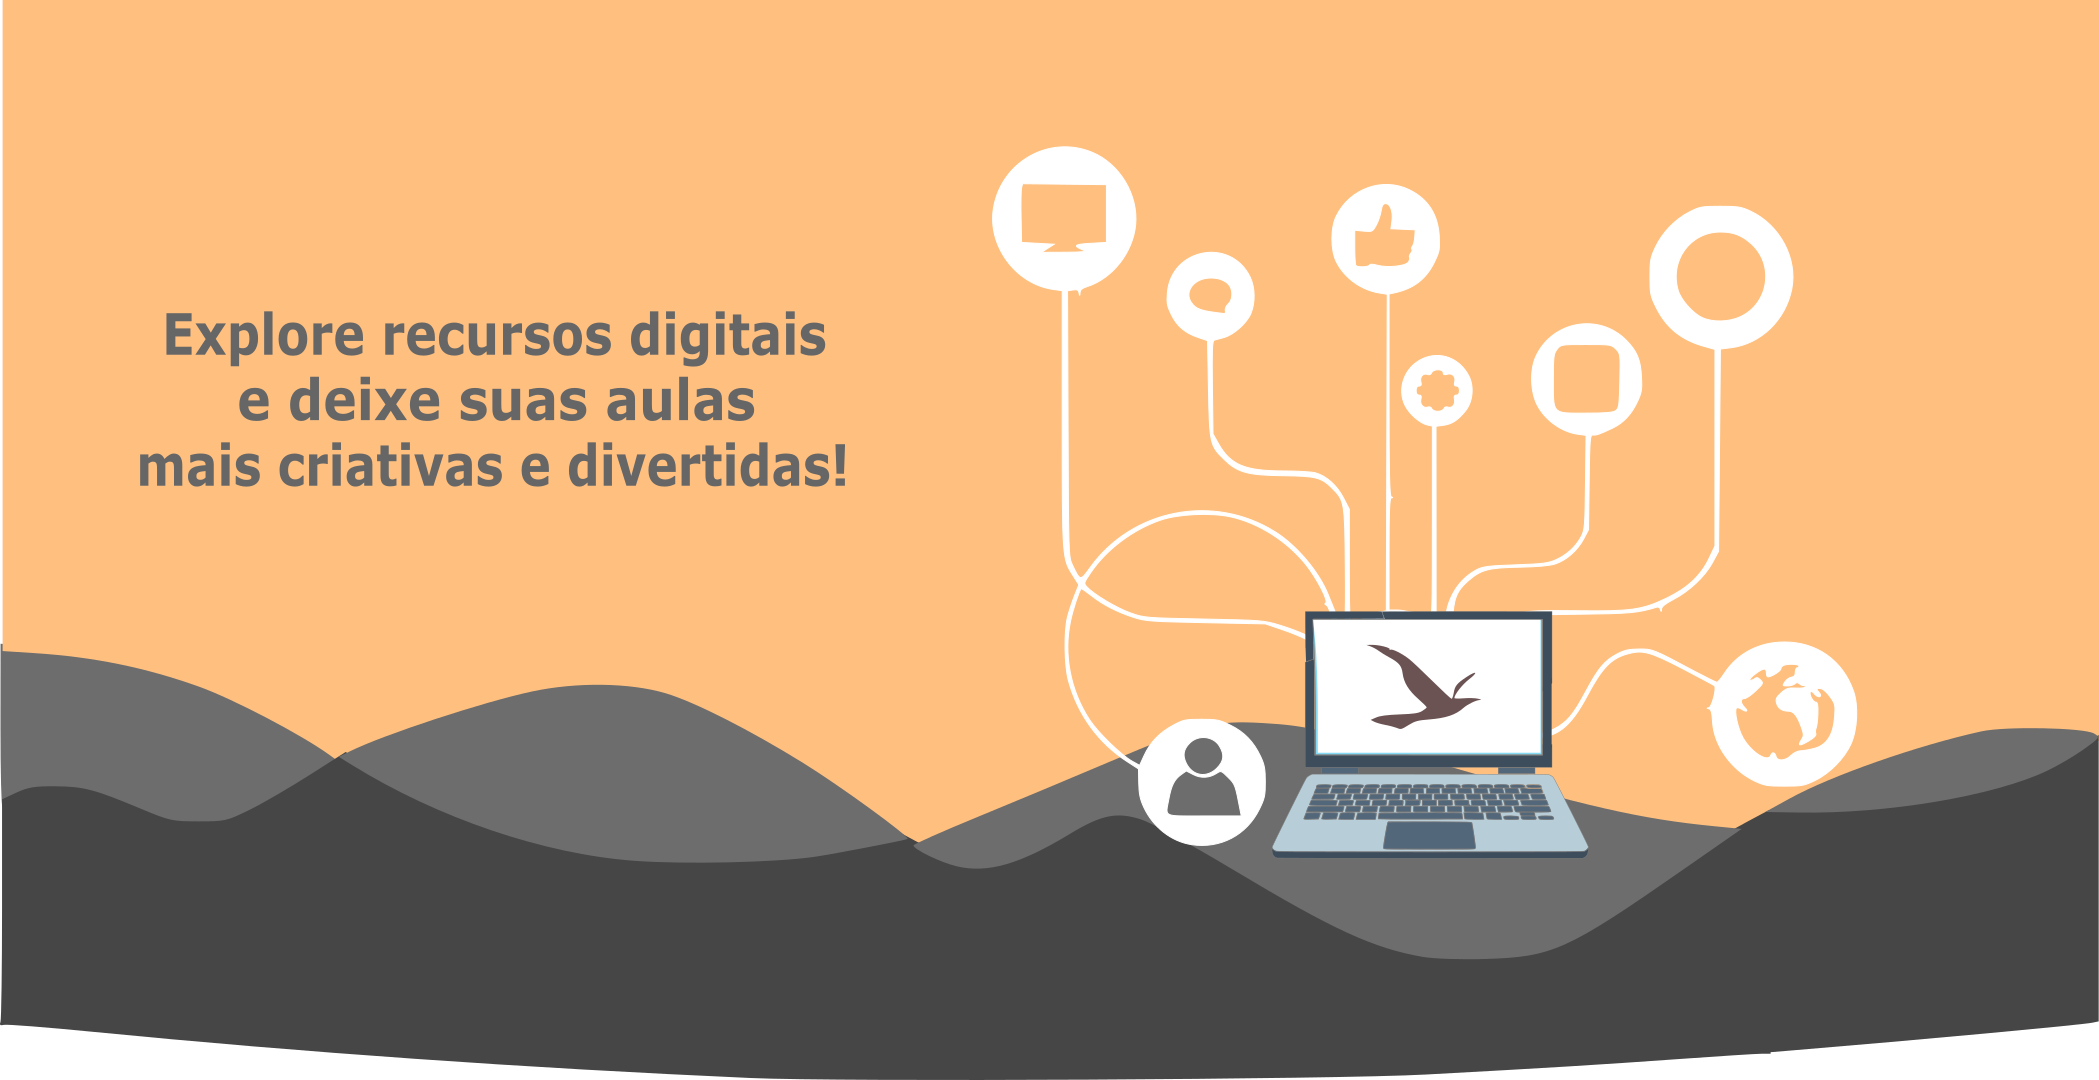 Explore recursos digitais
e deixe suas aulas
mais criativas e divertidas!